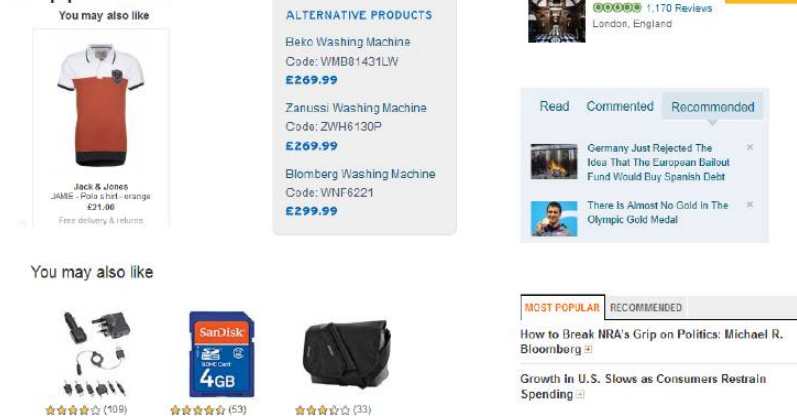 You may also like
Jack & Jones
JAMIE - Polo shirt - orange
£21.06
Free delivery & returns
ALTERNATIVE PRODUCTS
Beko Washing Machine
Code: WMB81431LW
£269.99
Zanussi Washing Machine
Code: ZWH6130P
£269.99
Blomberg Washing Machine
Code: WNF6221
£299.99
1,170 Reviews
London, England
Read Commented Recommended
Germany Just Rejected The
Idea That The European Bailout
Fund Would Buy Spanish Debt
There Is Almost No Gold In The
Olympic Gold Medal
You may also like
SanDisk
SDHC Card
4GB
(109) (53) (33)
MOST POPULAR RECOMMENDED
How to Break NRA's Grip on Politics: Michael R.
Bloomberg
Growth in U.S. Slows as Consumers Restrain
Spending